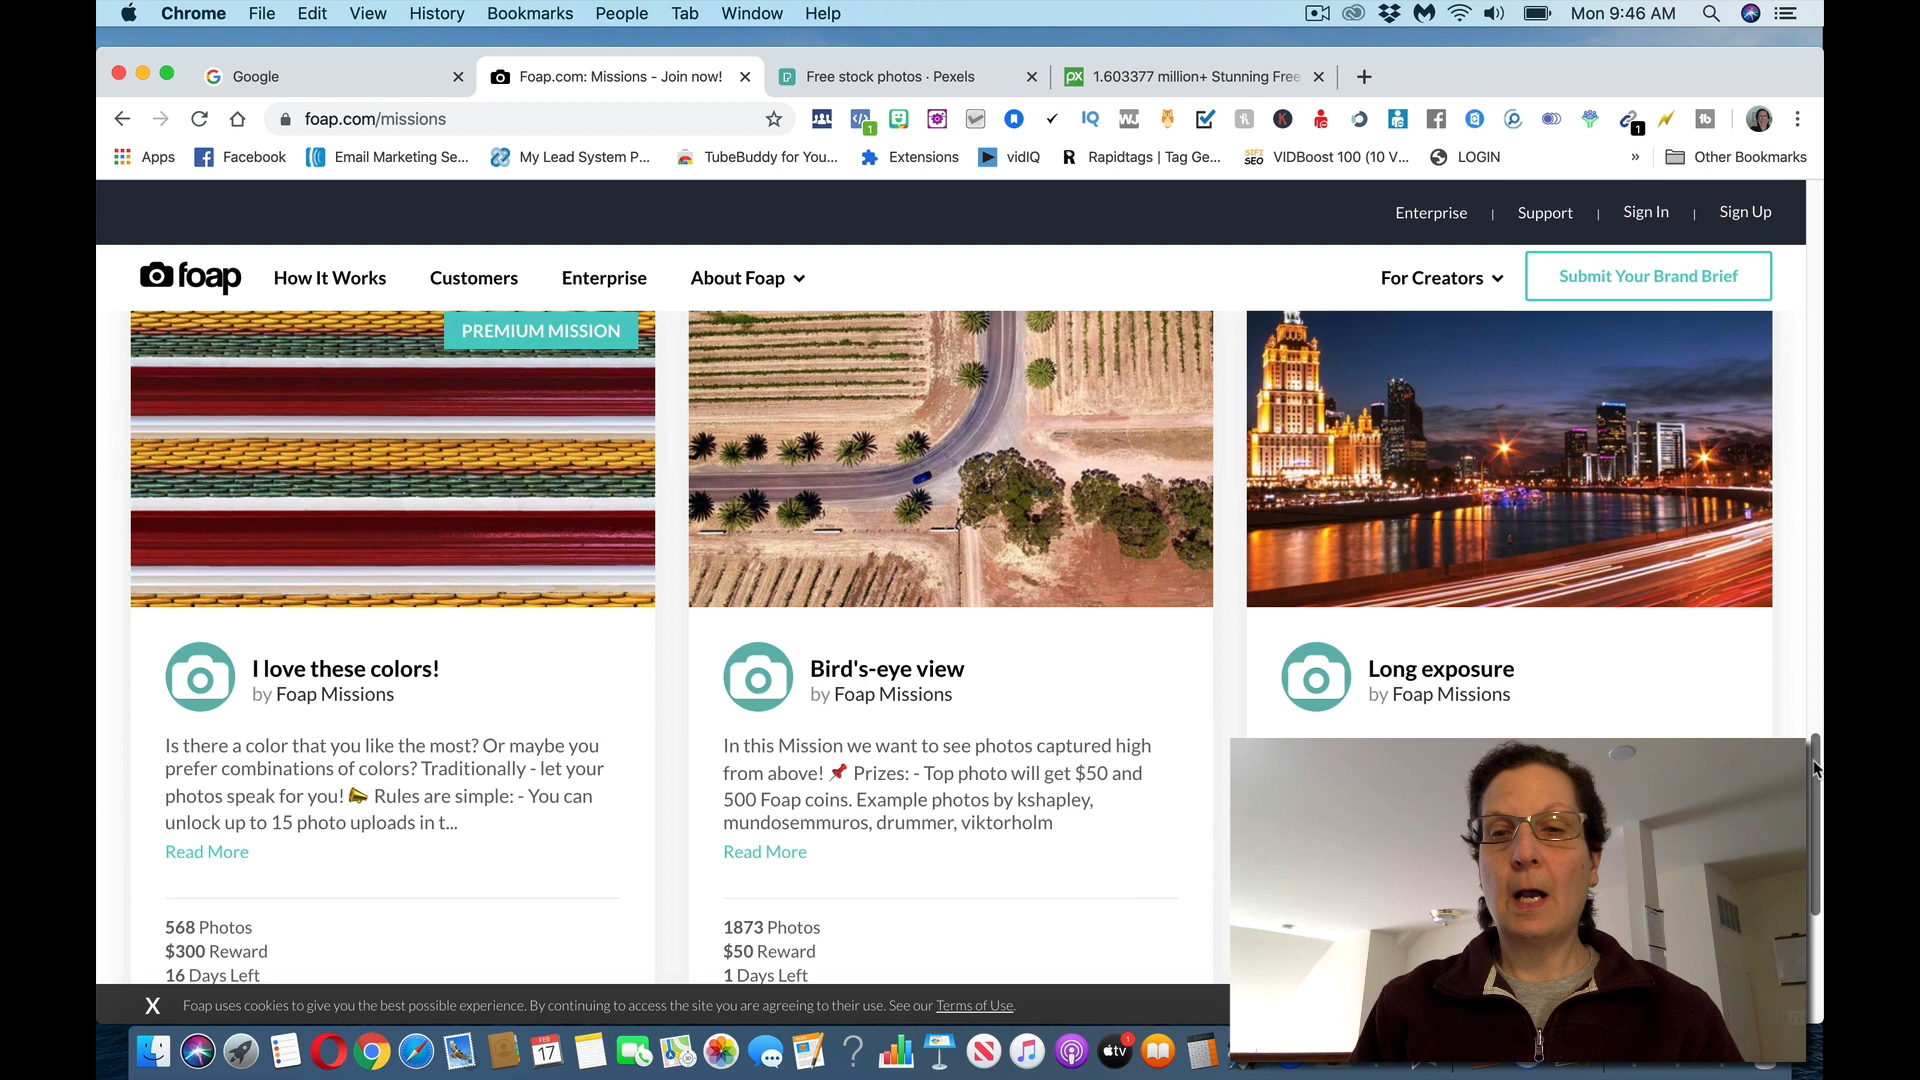 Chrome File Edit View History Bookmarks People Tab Window Help Mon 9:46 AM
Google Foap.com: Missions - Join now! Free stock photos · Pexels 1.603377 million+ Stunning Free
foap.com/missions
Apps Facebook Email Marketing Se... My Lead System P... TubeBuddy for You... Extensions vidIQ Rapidtags | Tag Ge... VIDBoost 100 (10 V... LOGIN » Other Bookmarks
Enterprise | Support | Sign In | Sign Up
foap How It Works Customers Enterprise About Foap For Creators Submit Your Brand Brief
PREMIUM MISSION
I love these colors!
by Foap Missions
Is there a color that you like the most? Or maybe you
prefer combinations of colors? Traditionally - let your
photos speak for you! 📣 Rules are simple: - You can
unlock up to 15 photo uploads in t...
Read More
568 Photos
$300 Reward
16 Days Left
Bird's-eye view
by Foap Missions
In this Mission we want to see photos captured high
from above! 📌 Prizes: - Top photo will get $50 and
500 Foap coins. Example photos by kshapley,
mundosemmuros, drummer, viktorholm
Read More
1873 Photos
$50 Reward
1 Days Left
Long exposure
by Foap Missions
X Foap uses cookies to give you the best possible experience. By continuing to access the site you are agreeing to their use. See our Terms of Use.
FEB
17
tv
1